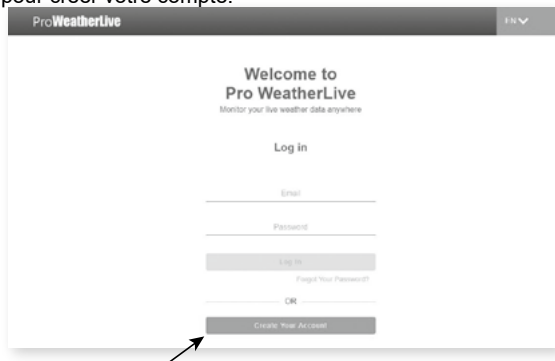 pour créer votre compte.
ProWeatherLive
EN
Welcome to
Pro WeatherLive
Monitor your live weather data anywhere
Log in
Email
Password
Log In
Forgot Your Password?
OR
Create Your Account